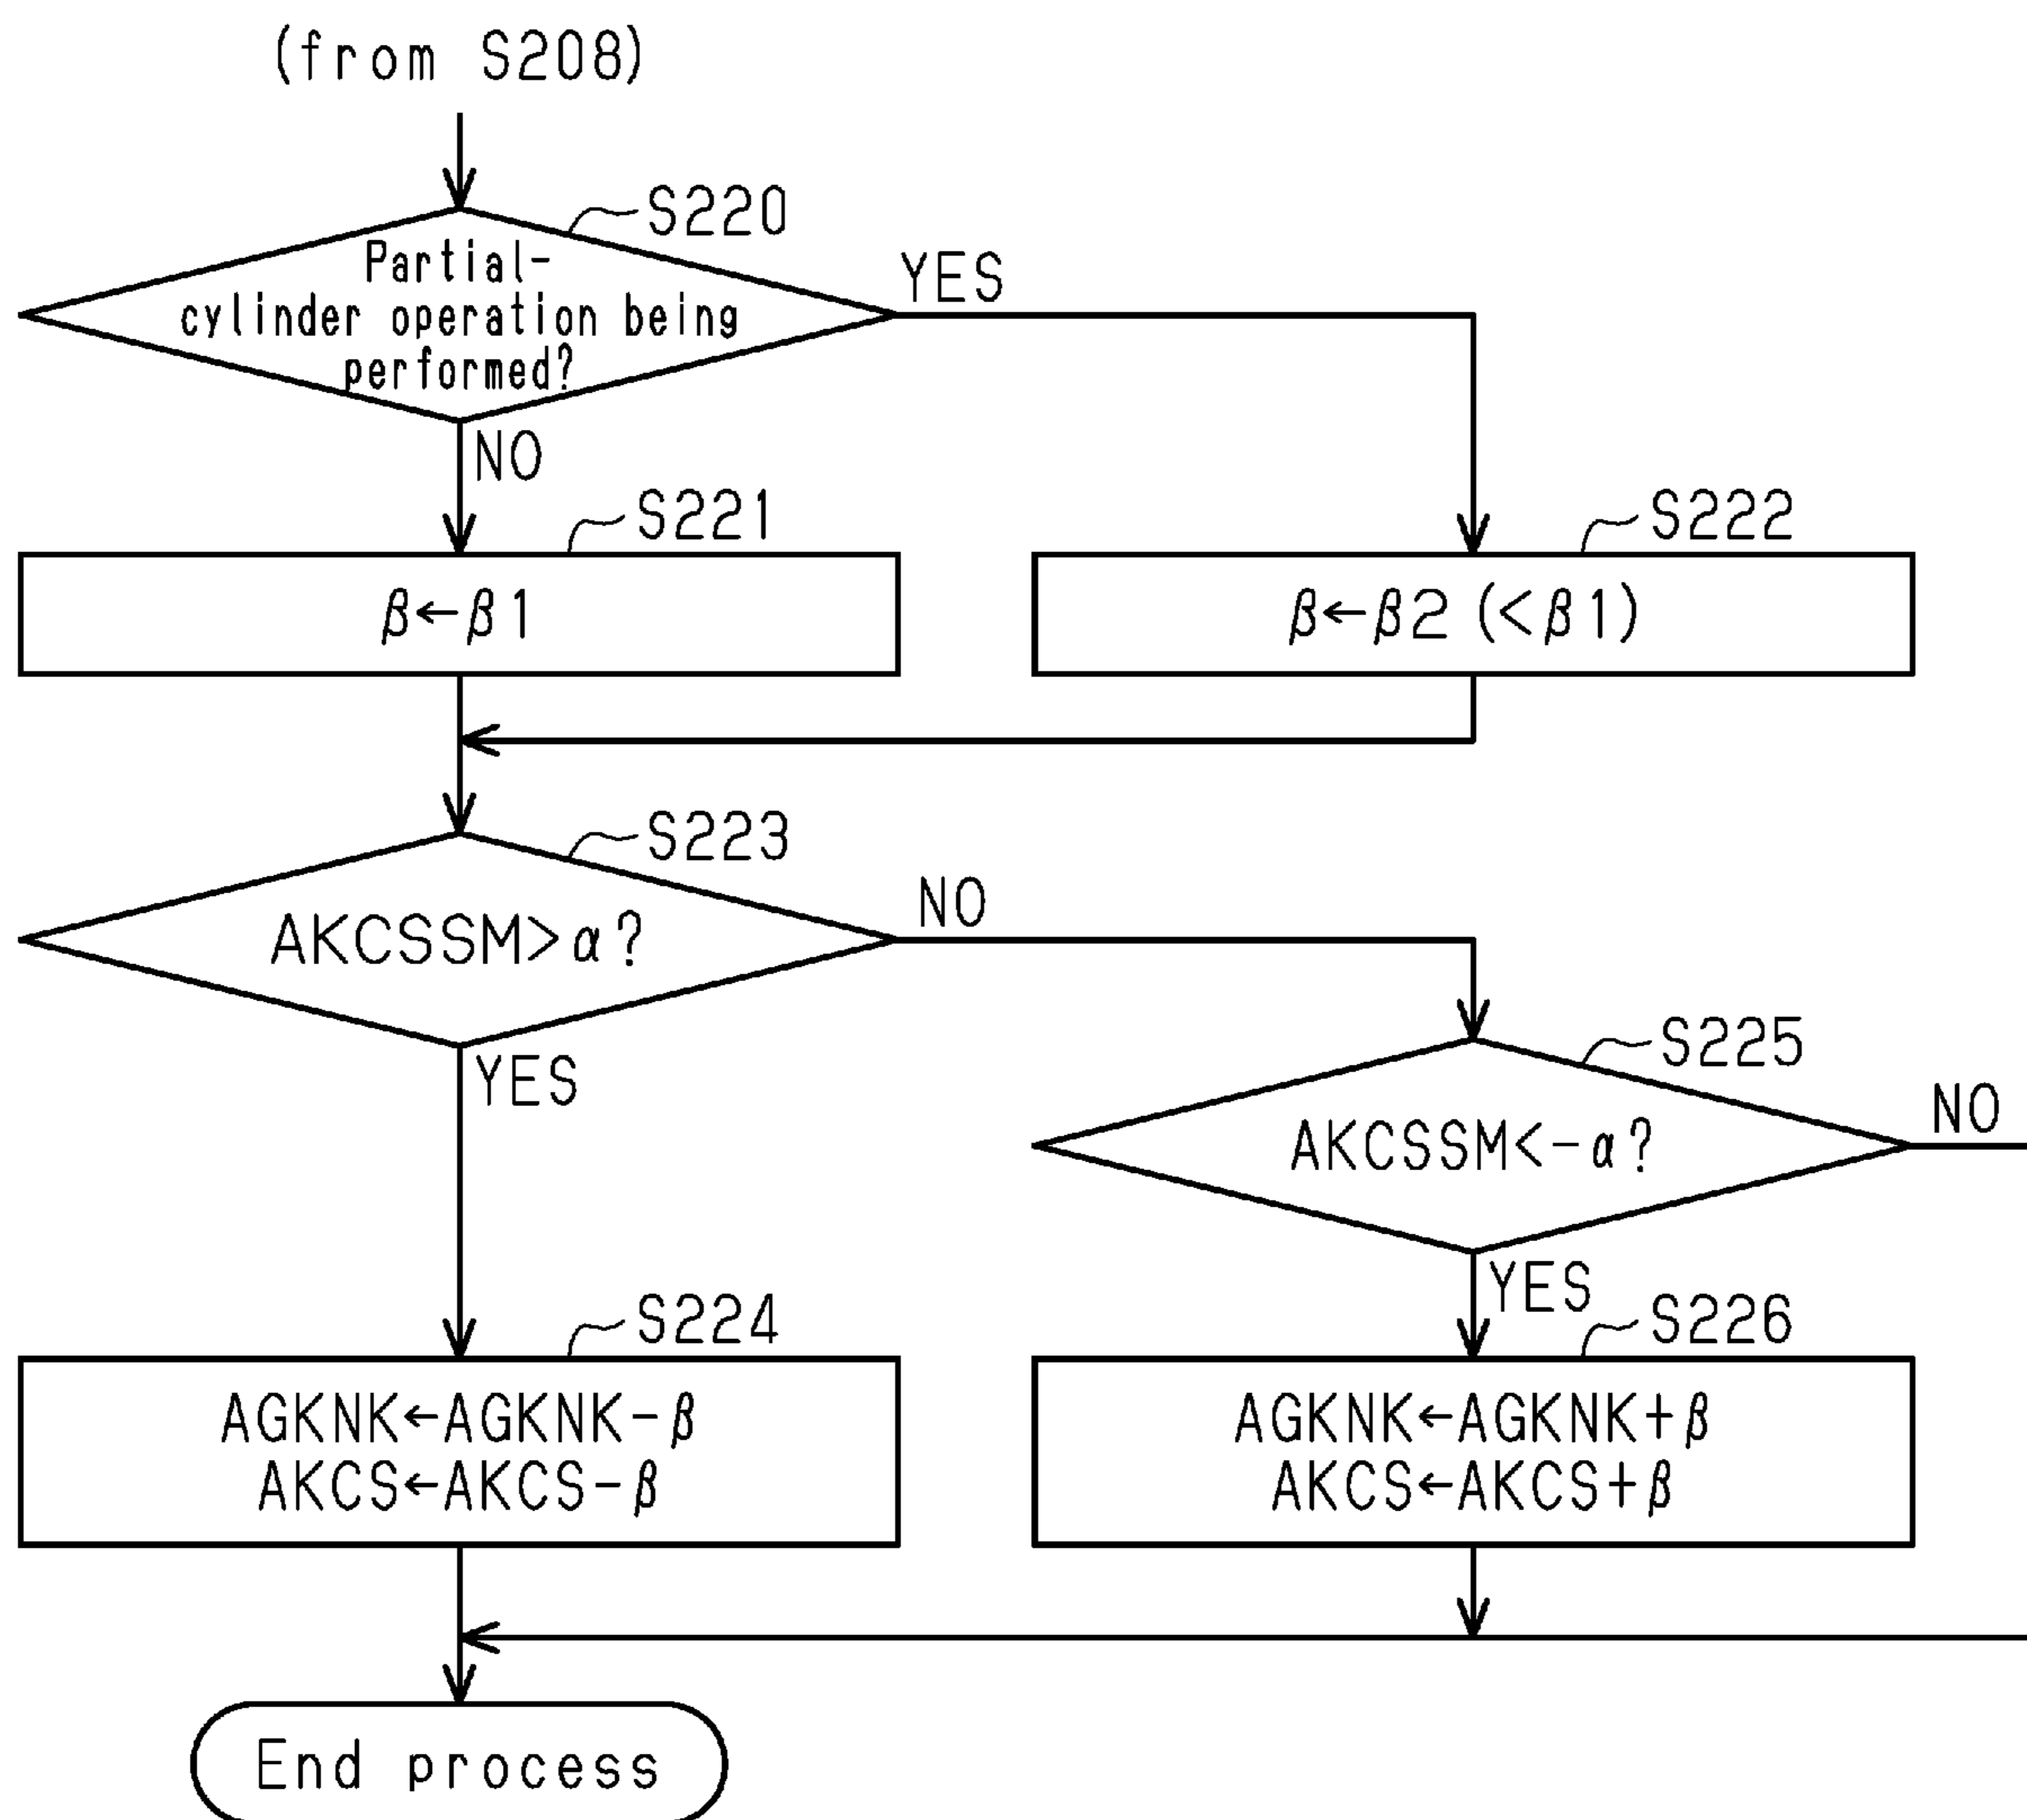 (from S208)
S220
Partial-
cylinder operation being
performed?
YES
NO
S221
β←β1
S222
β←β2 (<β1)
S223
AKCSSM>α?
NO
YES
S225
AKCSSM<-α?
NO
YES
S224
AGKNK←AGKNK-β
AKCS←AKCS-β
S226
AGKNK←AGKNK+β
AKCS←AKCS+β
End process